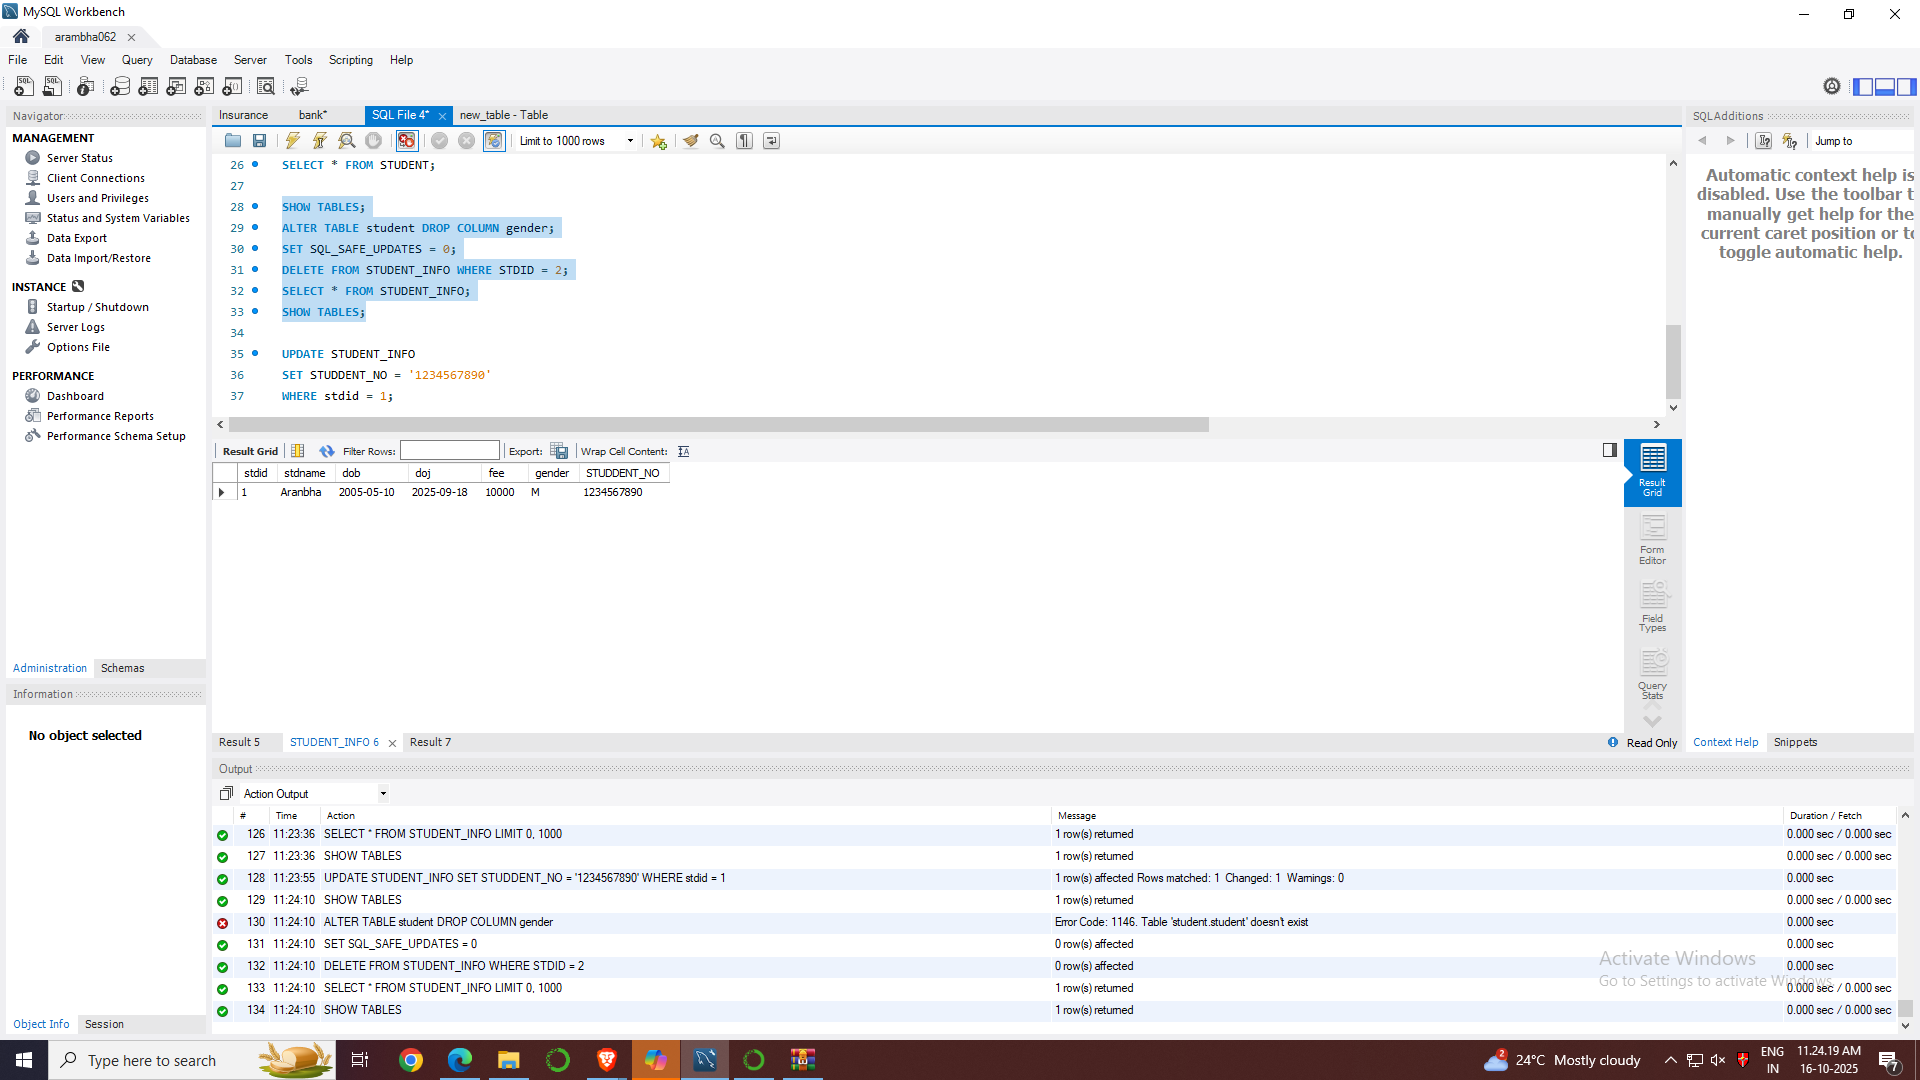 MySQL Workbench
arambha062
File Edit View Query Database Server Tools Scripting Help
Navigator
MANAGEMENT
Server Status
Client Connections
Users and Privileges
Status and System Variables
Data Export
Data Import/Restore
INSTANCE
Startup / Shutdown
Server Logs
Options File
PERFORMANCE
Dashboard
Performance Reports
Performance Schema Setup
Administration Schemas
Information
No object selected
Object Info Session
Insurance bank* SQL File 4* new_table - Table
Limit to 1000 rows
26 SELECT * FROM STUDENT;
27
28 SHOW TABLES;
29 ALTER TABLE student DROP COLUMN gender;
30 SET SQL_SAFE_UPDATES = 0;
31 DELETE FROM STUDENT_INFO WHERE STDID = 2;
32 SELECT * FROM STUDENT_INFO;
33 SHOW TABLES;
34
35 UPDATE STUDENT_INFO
36 SET STUDDENT_NO = '1234567890'
37 WHERE stdid = 1;
Result Grid Filter Rows: Export: Wrap Cell Content:
stdid stdname dob doj fee gender STUDDENT_NO
1 Aranbha 2005-05-10 2025-09-18 10000 M 1234567890
Result Grid
Form Editor
Field Types
Query Stats
Result 5 STUDENT_INFO 6 Result 7 Read Only
SQLAdditions
Jump to
Automatic context help is
disabled. Use the toolbar t
manually get help for the
current caret position or to
toggle automatic help.
Context Help Snippets
Output
Action Output
# Time Action Message Duration / Fetch
126 11:23:36 SELECT * FROM STUDENT_INFO LIMIT 0, 1000 1 row(s) returned 0.000 sec / 0.000 sec
127 11:23:36 SHOW TABLES 1 row(s) returned 0.000 sec / 0.000 sec
128 11:23:55 UPDATE STUDENT_INFO SET STUDDENT_NO = '1234567890' WHERE stdid = 1 1 row(s) affected Rows matched: 1 Changed: 1 Warnings: 0 0.000 sec
129 11:24:10 SHOW TABLES 1 row(s) returned 0.000 sec / 0.000 sec
130 11:24:10 ALTER TABLE student DROP COLUMN gender Error Code: 1146. Table 'student.student' doesn't exist 0.000 sec
131 11:24:10 SET SQL_SAFE_UPDATES = 0 0 row(s) affected 0.000 sec
132 11:24:10 DELETE FROM STUDENT_INFO WHERE STDID = 2 0 row(s) affected 0.000 sec
133 11:24:10 SELECT * FROM STUDENT_INFO LIMIT 0, 1000 1 row(s) returned 0.000 sec / 0.000 sec
134 11:24:10 SHOW TABLES 1 row(s) returned 0.000 sec / 0.000 sec
Activate Windows
Go to Settings to activate Windows.
Type here to search
2
24°C Mostly cloudy
ENG
IN
11.24.19 AM
16-10-2025
7